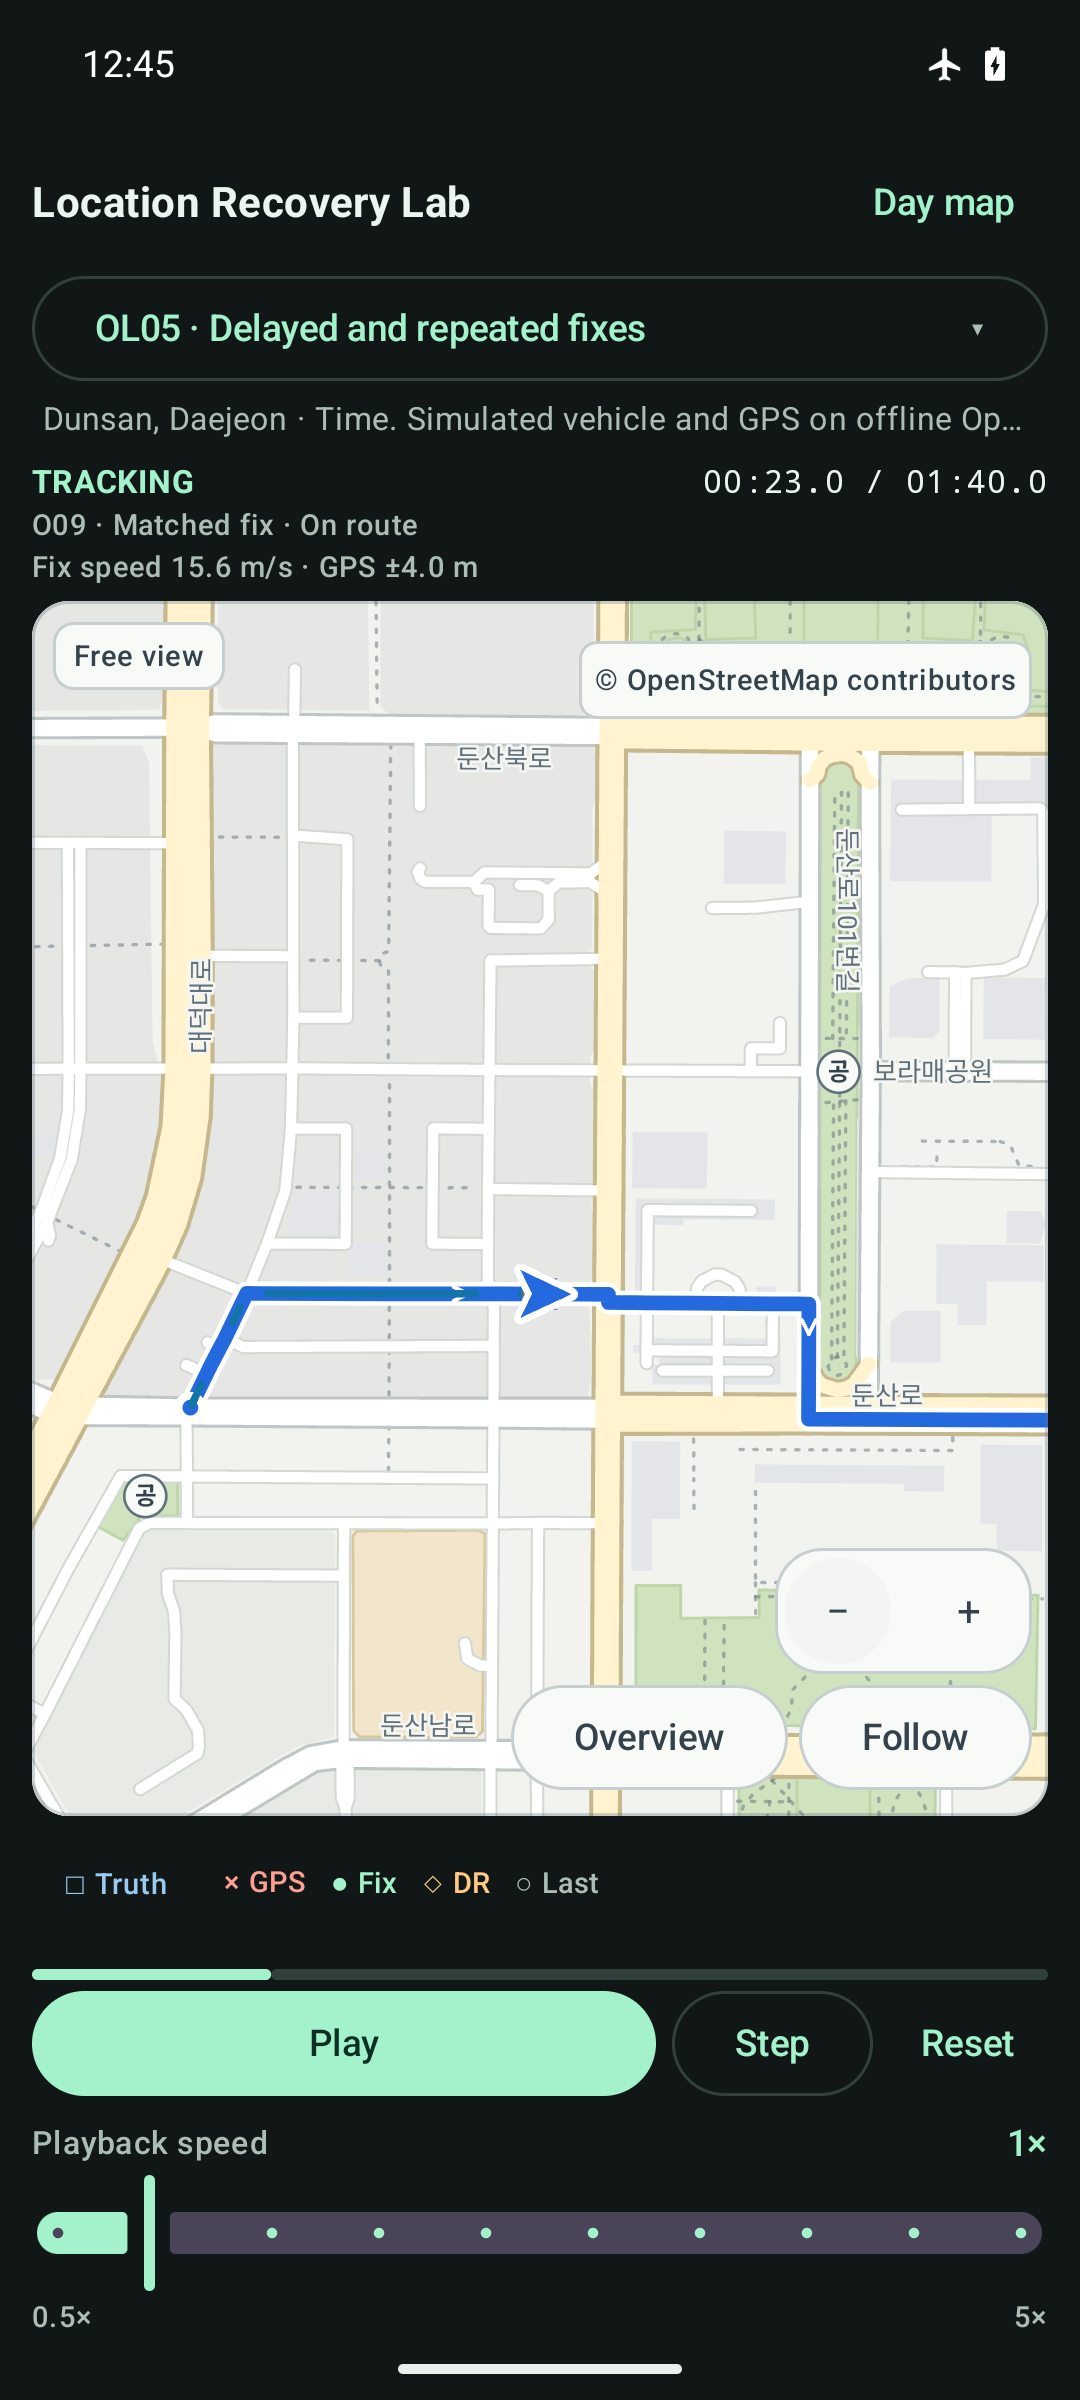 12:45
Location Recovery Lab
Day map
OL05 · Delayed and repeated fixes
Dunsan, Daejeon · Time. Simulated vehicle and GPS on offline Op…
TRACKING
00:23.0 / 01:40.0
O09 · Matched fix · On route
Fix speed 15.6 m/s · GPS ±4.0 m
Free view
© OpenStreetMap contributors
둔산북로
둔산로101번길
대덕대로
공
보라매공원
둔산로
공
둔산남로
−
+
Overview
Follow
Truth
GPS
Fix
DR
Last
Play
Step
Reset
Playback speed
1×
0.5×
5×